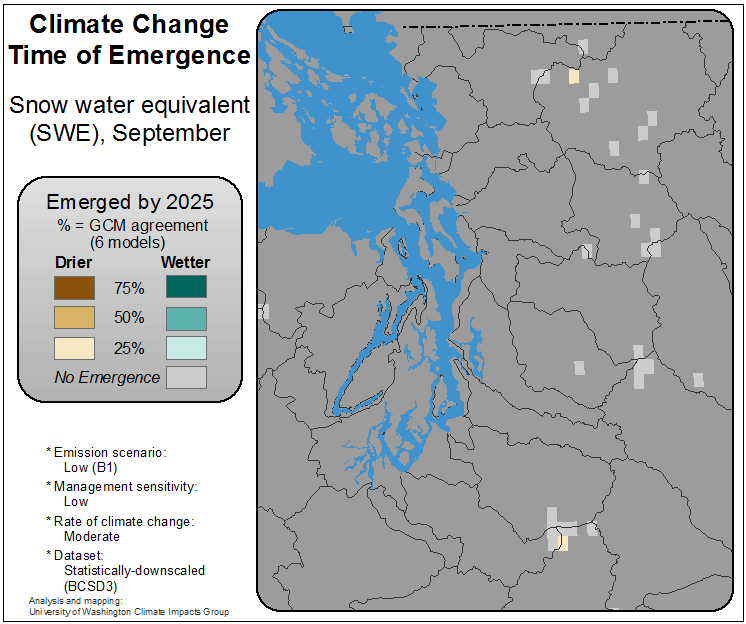 Climate Change
Time of Emergence
Snow water equivalent
(SWE), September
Emerged by 2025
% = GCM agreement
(6 models)
Drier Wetter
75%
50%
25%
No Emergence
* Emission scenario:
Low (B1)
* Management sensitivity:
Low
* Rate of climate change:
Moderate
* Dataset:
Statistically-downscaled
(BCSD3)
Analysis and mapping:
University of Washington Climate Impacts Group